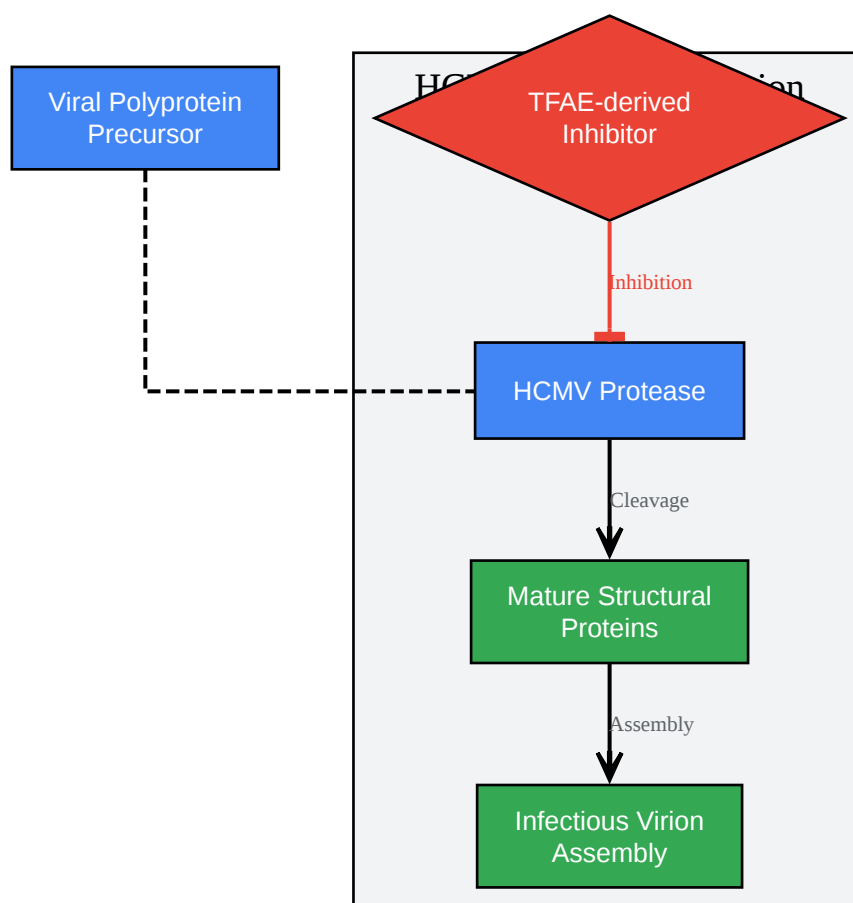 Viral Polyprotein
Precursor
TFAE-derived
Inhibitor
Inhibition
HCMV Protease
Cleavage
Mature Structural
Proteins
Assembly
Infectious Virion
Assembly